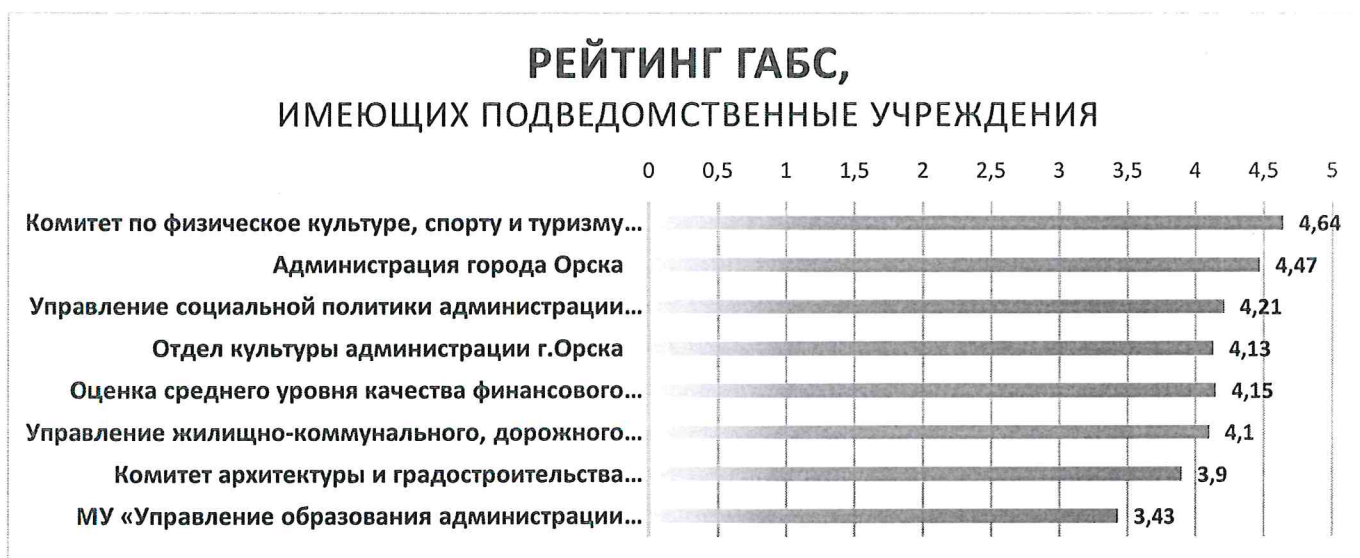 РЕЙТИНГ ГАБС,
ИМЕЮЩИХ ПОДВЕДОМСТВЕННЫЕ УЧРЕЖДЕНИЯ
0 0,5 1 1,5 2 2,5 3 3,5 4 4,5 5
Комитет по физическое культуре, спорту и туризму... 4,64
Администрация города Орска 4,47
Управление социальной политики администрации... 4,21
Отдел культуры администрации г.Орска 4,13
Оценка среднего уровня качества финансового... 4,15
Управление жилищно-коммунального, дорожного... 4,1
Комитет архитектуры и градостроительства... 3,9
МУ «Управление образования администрации... 3,43